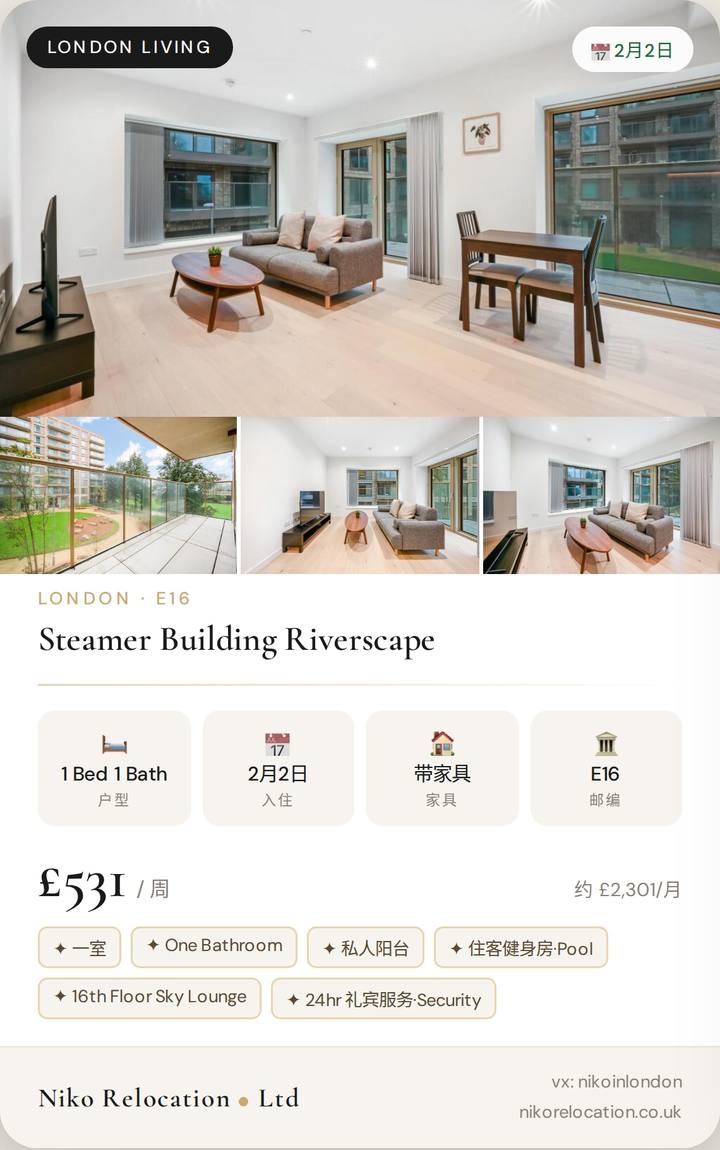 LONDON LIVING
📅 2月2日
LONDON · E16
Steamer Building Riverscape
🛏️ 📅 🏠 🏛️
1 Bed 1 Bath 2月2日 带家具 E16
户型 入住 家具 邮编
£531 / 周 约 £2,301/月
✦ 一室 ✦ One Bathroom ✦ 私人阳台 ✦ 住客健身房·Pool
✦ 16th Floor Sky Lounge ✦ 24hr 礼宾服务·Security
Niko Relocation ● Ltd
vx: nikoinlondon
nikorelocation.co.uk